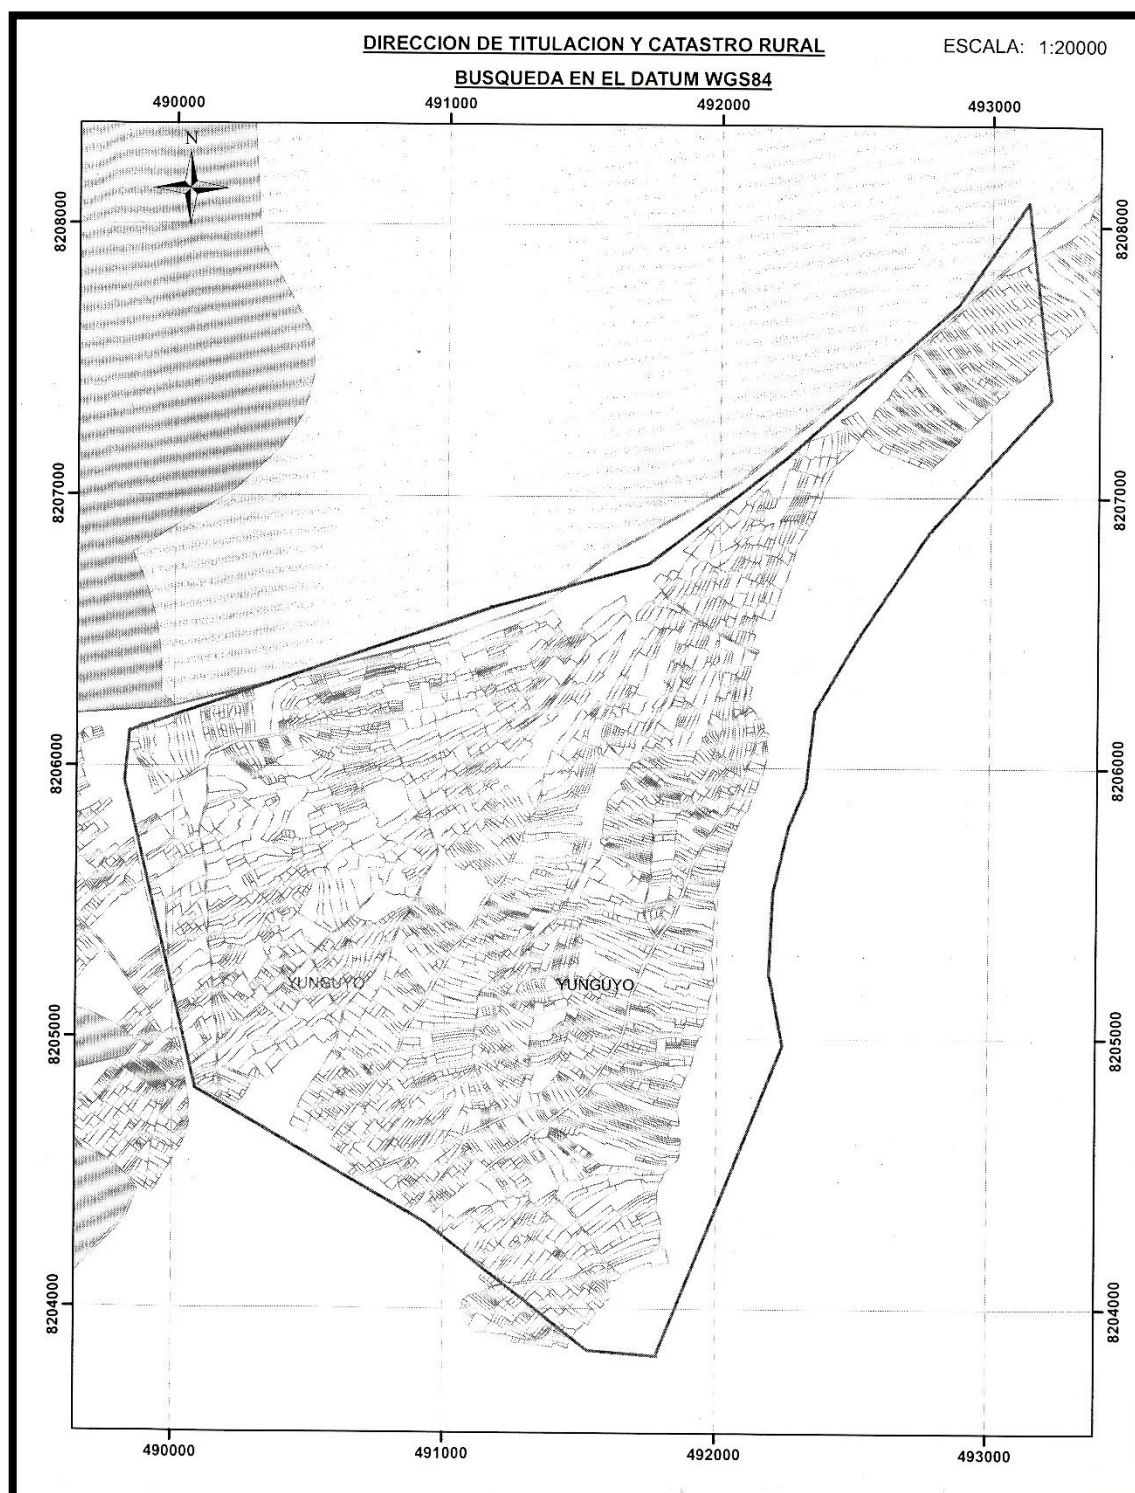 DIRECCION DE TITULACION Y CATASTRO RURAL
ESCALA: 1:20000
BUSQUEDA EN EL DATUM WGS84
490000 491000 492000 493000
N
8208000 8208000
8207000 8207000
8206000 8206000
YUNGUYO YUNGUYO
8205000 8205000
8204000 8204000
490000 491000 492000 493000